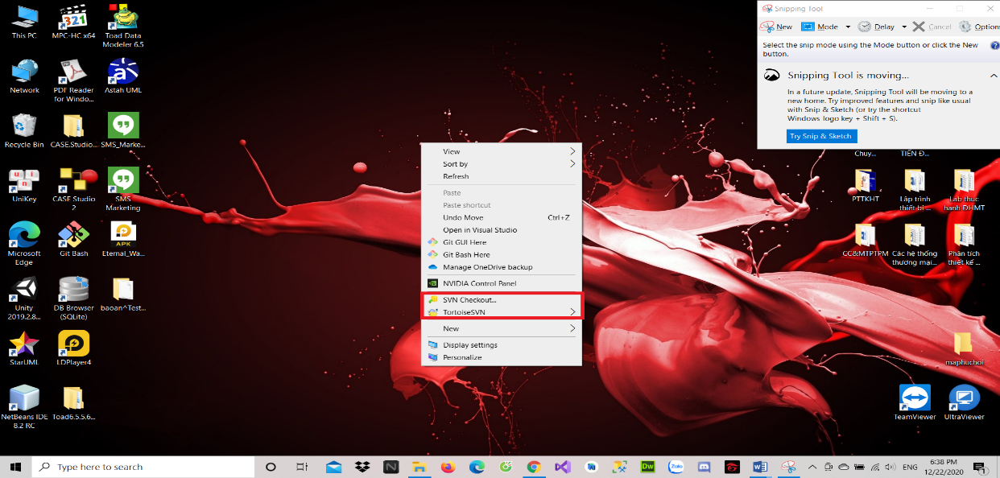 This PC
MPC-HC x64
Toad Data
Modeler 6.5
Network
PDF Reader
for Windo...
Astah UML
Recycle Bin
CASE.Studio....
SMS_Marke...
UniKey
CASE Studio
2
SMS
Marketing
Microsoft
Edge
Git Bash
APK
Eternal_Wa...
Unity
2019.2.8...
DB Browser
(SQLite)
baoan^Test...
StarUML
LDPlayer4
NetBeans IDE
8.2 RC
Toad6.5.5.6...
View
Sort by
Refresh
Paste
Paste shortcut
Undo Move Ctrl+Z
Open in Visual Studio
Git GUI Here
Git Bash Here
Manage OneDrive backup
NVIDIA Control Panel
SVN Checkout...
TortoiseSVN
New
Display settings
Personalize
Snipping Tool
New Mode Delay Cancel Options
Select the snip mode using the Mode button or click the New
button.
Snipping Tool is moving...
In a future update, Snipping Tool will be moving to a
new home. Try improved features and snip like usual
with Snip & Sketch (or try the shortcut
Windows logo key + Shift + S).
Try Snip & Sketch
Chuy...
TIẾN Đ...
PTTKHT
Lập trình
thiết bị ...
Lab thực
hành ĐHMT
CC&MTPTPM
Các hệ thống
thương mại...
Phân tích
thiết kế ...
maphuchoi
TeamViewer
UltraViewer
Type here to search
Dw
Zalo
ENG
6:38 PM
12/22/2020
1